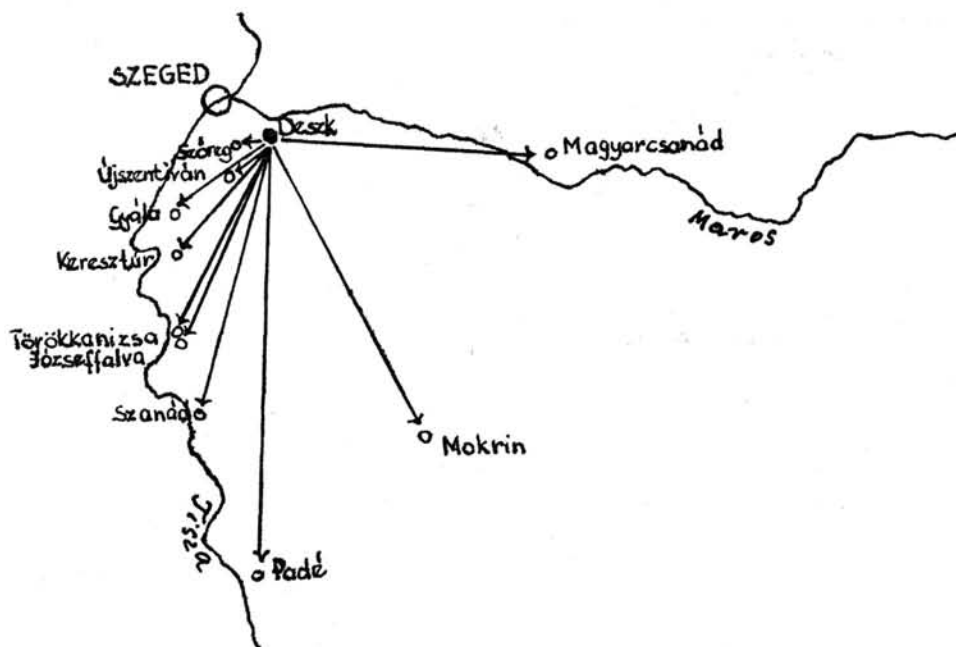 SZEGED
Deszk
Szőreg
Magyarcsanád
Újszentiván
Gyála
Maros
Keresztúr
Törökkanizsa
Józseffalva
Szanád
Mokrin
Tisza
Padé